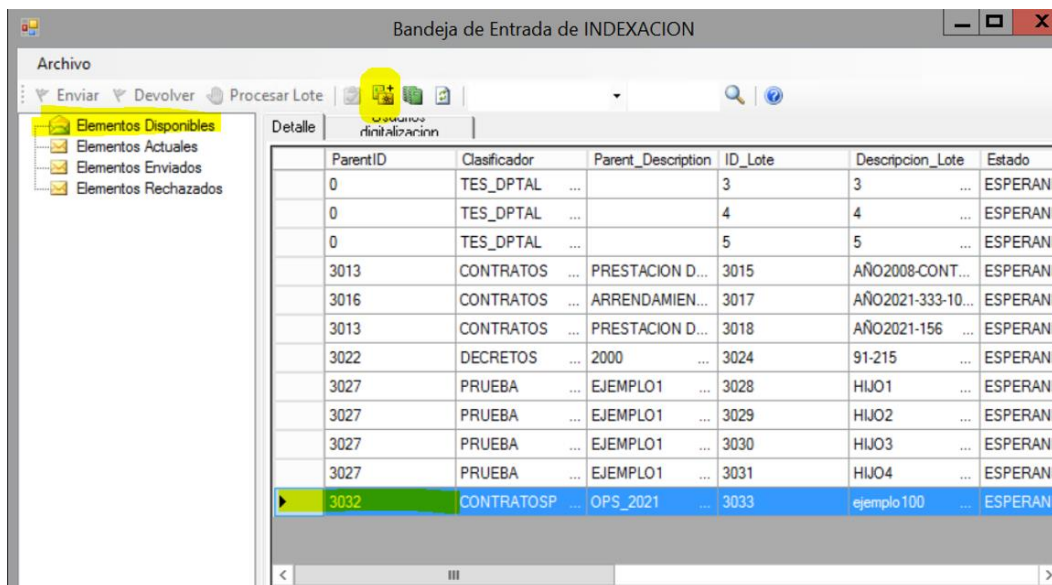 Bandeja de Entrada de INDEXACION
Archivo
Enviar Devolver Procesar Lote
Elementos Disponibles
Elementos Actuales
Elementos Enviados
Elementos Rechazados
Detalle Usuarios
digitalizacion
ParentID Clasificador Parent_Description ID_Lote Descripcion_Lote Estado
0 TES_DPTAL ... 3 3 ... ESPERAN
0 TES_DPTAL ... 4 4 ... ESPERAN
0 TES_DPTAL ... 5 5 ... ESPERAN
3013 CONTRATOS ... PRESTACION D... 3015 AÑO2008-CONT... ESPERAN
3016 CONTRATOS ... ARRENDAMIEN... 3017 AÑO2021-333-10... ESPERAN
3013 CONTRATOS ... PRESTACION D... 3018 AÑO2021-156 ... ESPERAN
3022 DECRETOS ... 2000 ... 3024 91-215 ... ESPERAN
3027 PRUEBA ... EJEMPLO1 ... 3028 HIJO1 ... ESPERAN
3027 PRUEBA ... EJEMPLO1 ... 3029 HIJO2 ... ESPERAN
3027 PRUEBA ... EJEMPLO1 ... 3030 HIJO3 ... ESPERAN
3027 PRUEBA ... EJEMPLO1 ... 3031 HIJO4 ... ESPERAN
3032 CONTRATOSP ... OPS_2021 ... 3033 ejemplo100 ... ESPERAN